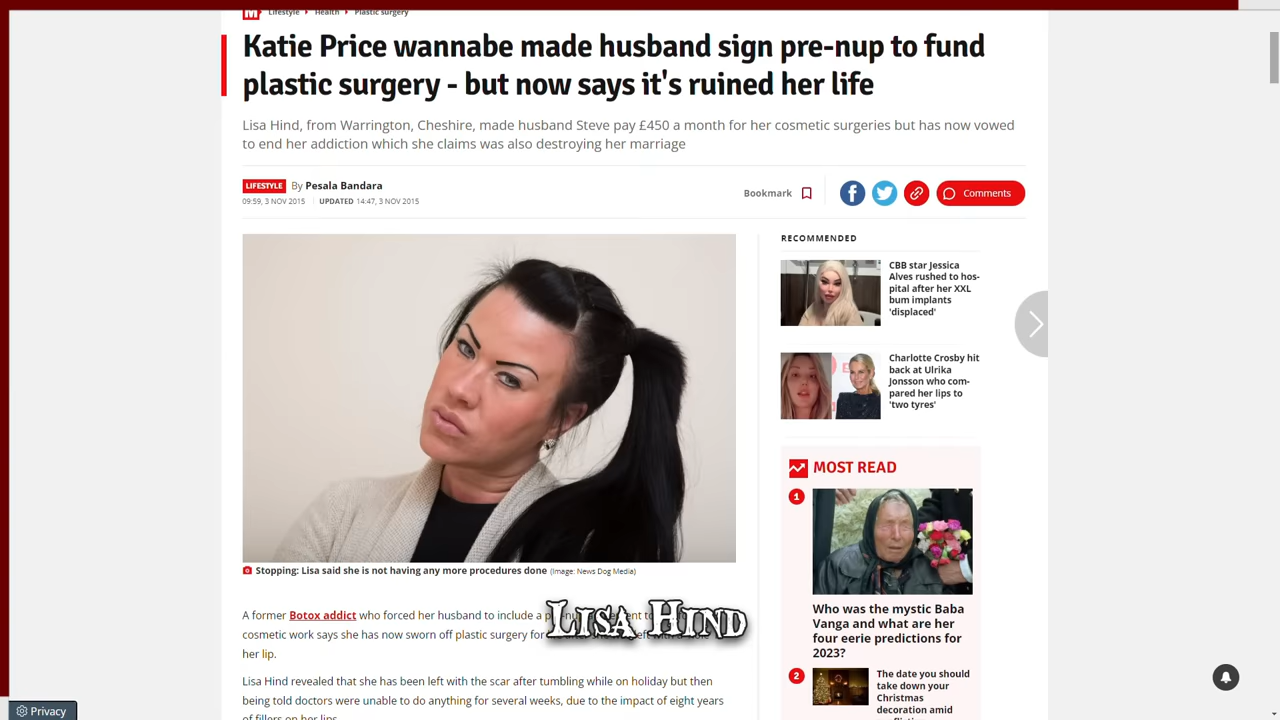 Lifestyle Health Plastic surgery
Katie Price wannabe made husband sign pre-nup to fund
plastic surgery - but now says it's ruined her life
Lisa Hind, from Warrington, Cheshire, made husband Steve pay £450 a month for her cosmetic surgeries but has now vowed
to end her addiction which she claims was also destroying her marriage
LIFESTYLE By Pesala Bandara
09:59, 3 NOV 2015 UPDATED 14:47, 3 NOV 2015
Bookmark
Comments
Stopping: Lisa said she is not having any more procedures done (Image: News Dog Media)
A former Botox addict who forced her husband to include a
cosmetic work says she has now sworn off plastic surgery for
her lip.
LISA HIND
Lisa Hind revealed that she has been left with the scar after tumbling while on holiday but then
being told doctors were unable to do anything for several weeks, due to the impact of eight years
of fillers on her lips.
RECOMMENDED
CBB star Jessica
Alves rushed to hos-
pital after her XXL
bum implants
'displaced'
Charlotte Crosby hit
back at Ulrika
Jonsson who com-
pared her lips to
'two tyres'
MOST READ
1
Who was the mystic Baba
Vanga and what are her
four eerie predictions for
2023?
2
The date you should
take down your
Christmas
decoration amid
Privacy